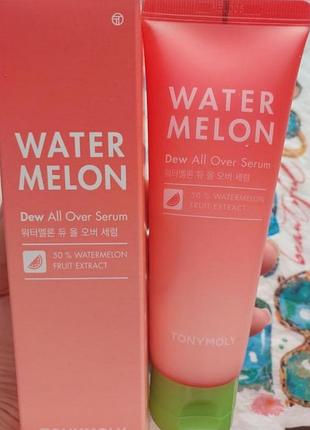 WATER
MELON
Dew All Over Serum
워터멜론 듀 올 오버 세럼
50 % WATERMELON
FRUIT EXTRACT
TONYMOLY
WATER
MELON
Dew All Over Serum
워터멜론 듀 올 오버 세럼
50 % WATERMELON
FRUIT EXTRACT
TONYMOLY